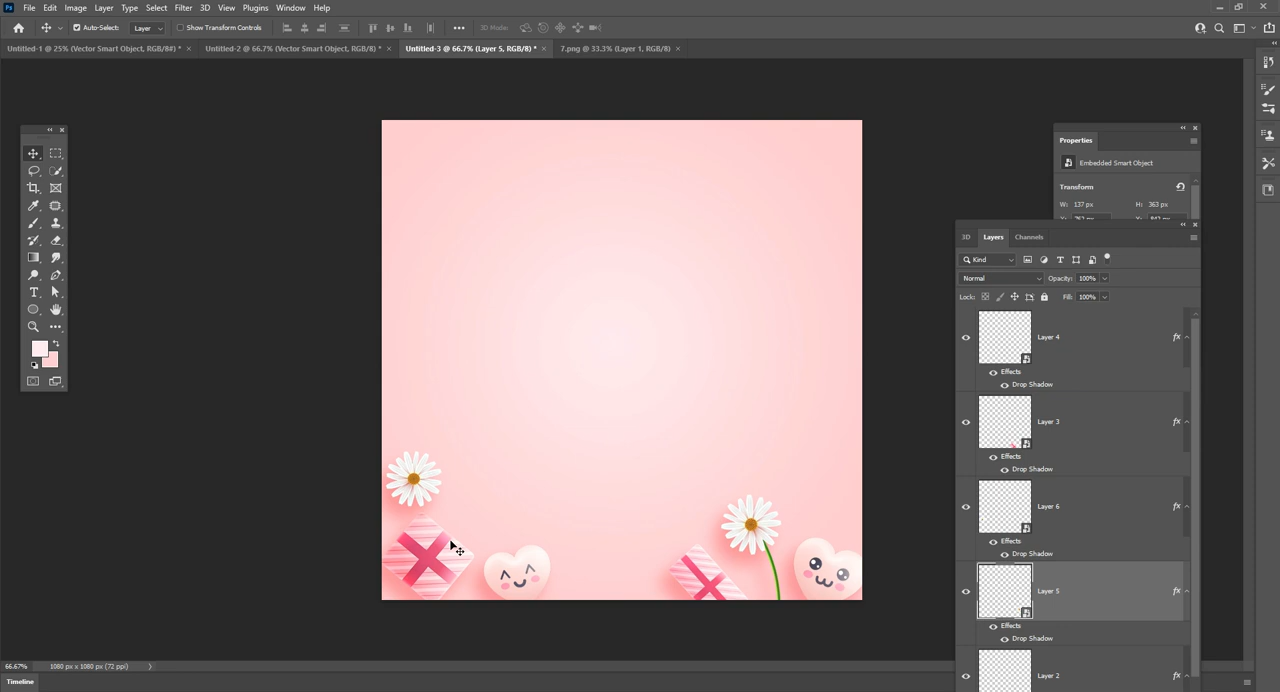 Ps File Edit Image Layer Type Select Filter 3D View Plugins Window Help
Auto-Select: Layer Show Transform Controls 3D Mode:
Untitled-1 @ 25% (Vector Smart Object, RGB/8#) * × Untitled-2 @ 66.7% (Vector Smart Object, RGB/8) * × Untitled-3 @ 66.7% (Layer 5, RGB/8) * × 7.png @ 33.3% (Layer 1, RGB/8) ×
Properties
Embedded Smart Object
Transform
W: 137 px H: 363 px
3D Layers Channels
Kind
Normal Opacity: 100%
Lock: Fill: 100%
Layer 4 fx
Effects
Drop Shadow
Layer 3 fx
Effects
Drop Shadow
Layer 6 fx
Effects
Drop Shadow
Layer 5 fx
Effects
Drop Shadow
Layer 2
66.67% 1080 px x 1080 px (72 ppi)
Timeline